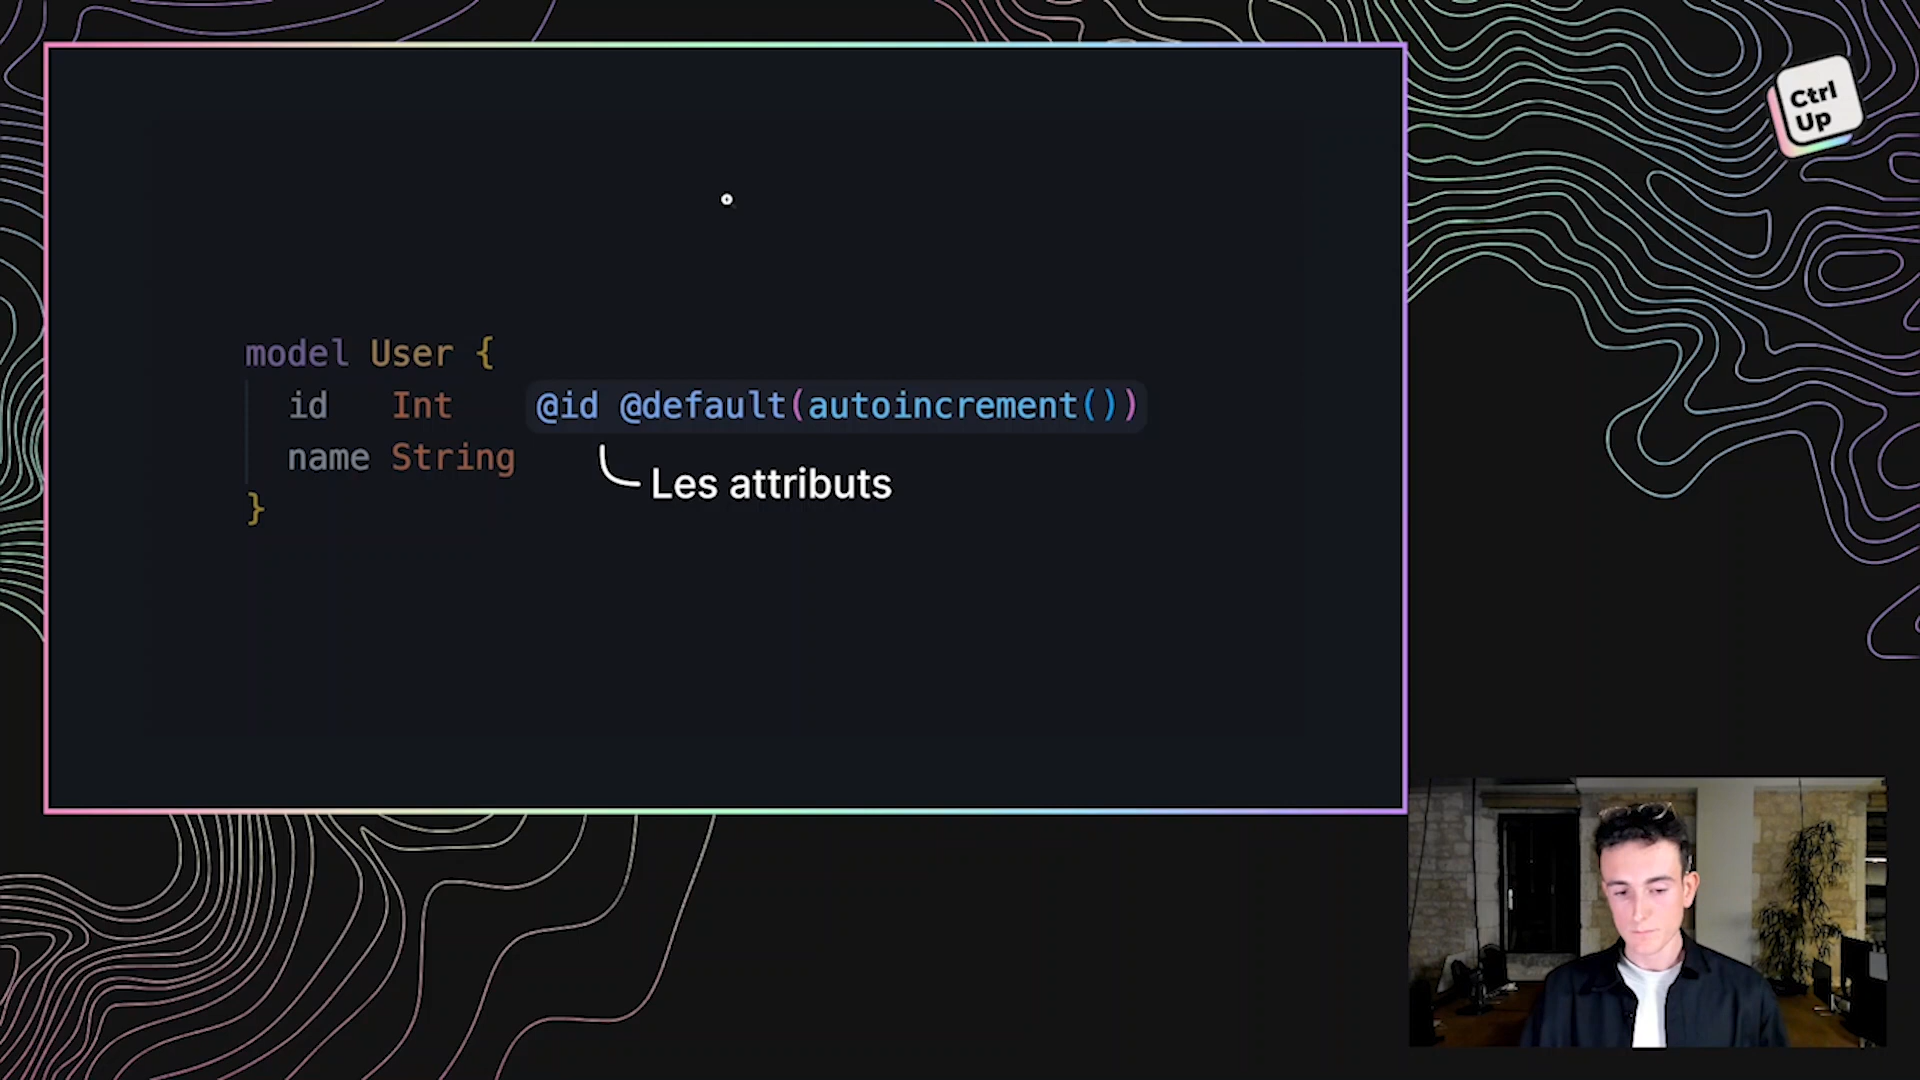 Ctrl
Up
model User {
id Int @id @default(autoincrement())
name String
Les attributs
}